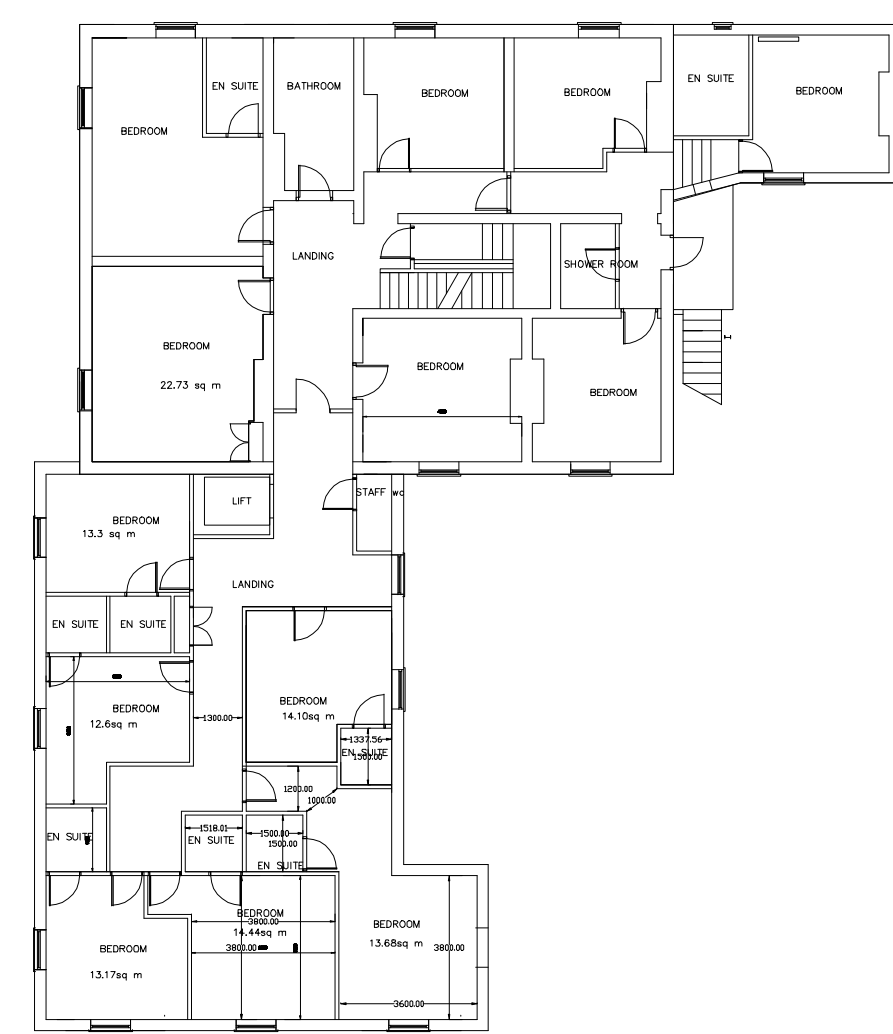 EN SUITE
BATHROOM
BEDROOM
BEDROOM
EN SUITE
BEDROOM
BEDROOM
LANDING
SHOWER ROOM
BEDROOM
22.73 sq m
BEDROOM
BEDROOM
LIFT
STAFF wc
BEDROOM
13.3 sq m
LANDING
EN SUITE
EN SUITE
BEDROOM
12.6sq m
1300.00
BEDROOM
14.10sq m
1337.56
EN SUITE
1300.00
1200.00
1000.00
EN SUITE
1518.01
EN SUITE
1500.00
1500.00
EN SUITE
BEDROOM
3800.00
14.44sq m
3800.00
BEDROOM
13.68sq m
3800.00
BEDROOM
13.17sq m
3600.00